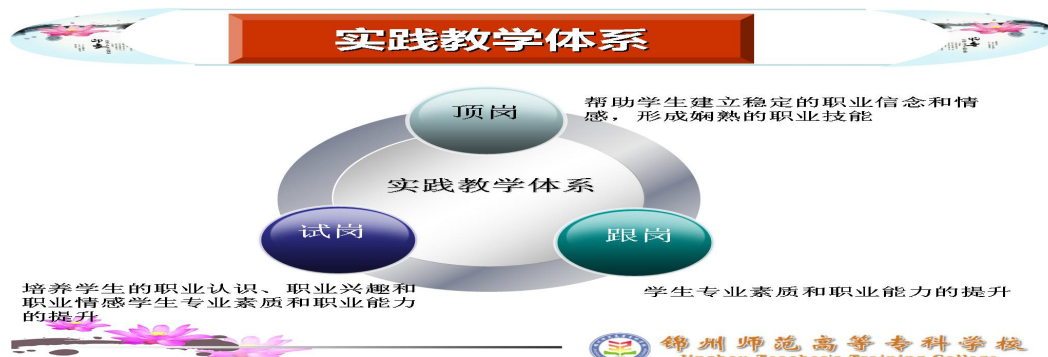 实践教学体系
顶岗
帮助学生建立稳定的职业信念和情
感，形成娴熟的职业技能
实践教学体系
试岗
跟岗
培养学生的职业认识、职业兴趣和
职业情感学生专业素质和职业能力
的提升
学生专业素质和职业能力的提升
锦州师范高等专科学校